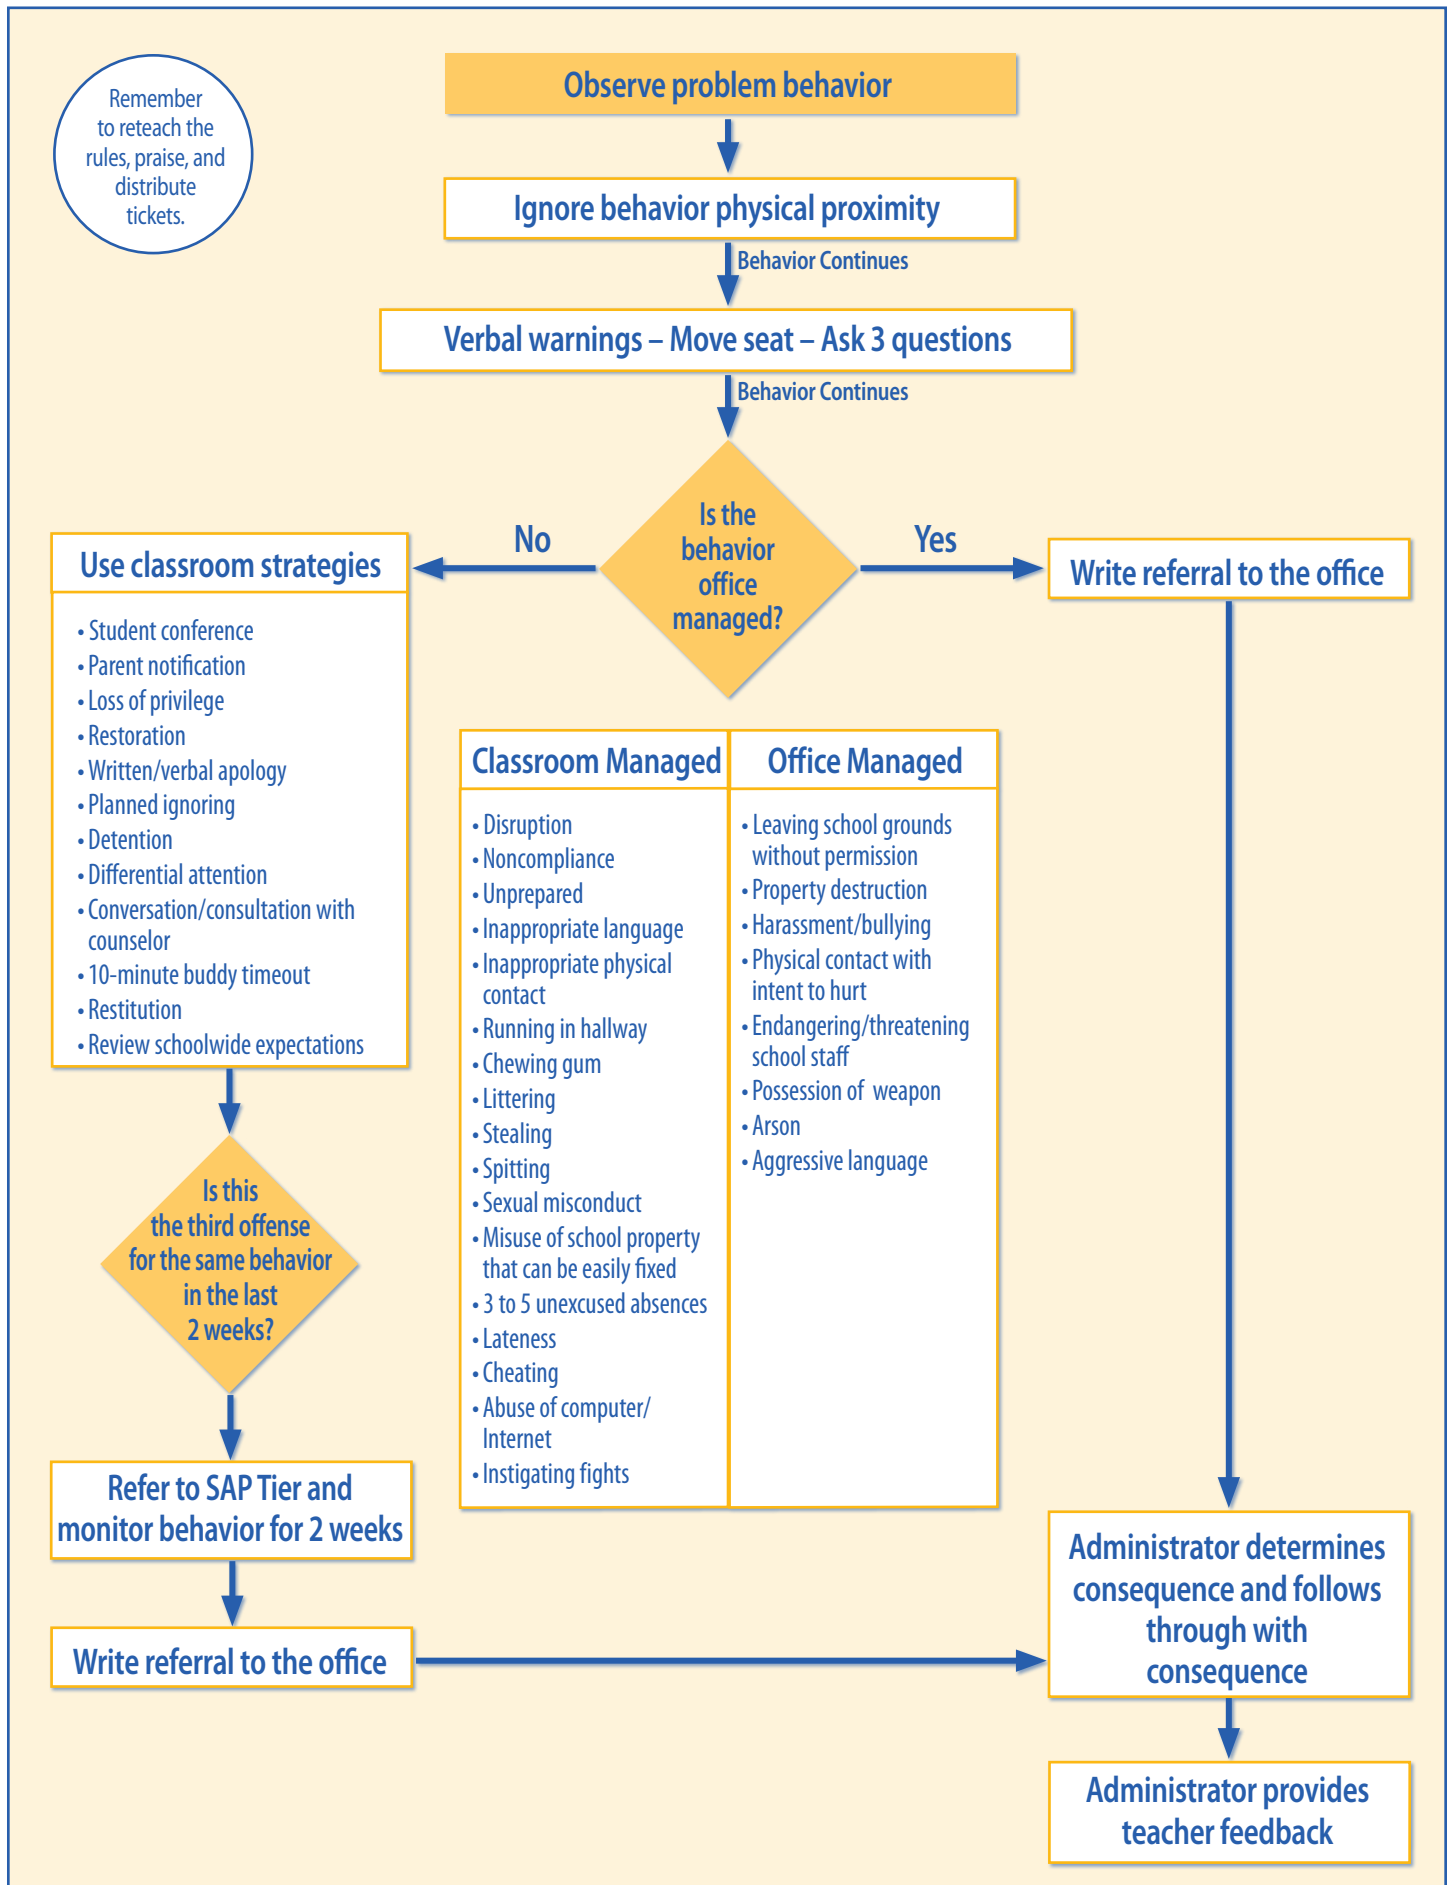 Remember
to reteach the
rules, praise, and
distribute
tickets.
Observe problem behavior
Ignore behavior physical proximity
Behavior Continues
Verbal warnings – Move seat – Ask 3 questions
Behavior Continues
Is the
behavior
office
managed?
No
Yes
Use classroom strategies
• Student conference
• Parent notification
• Loss of privilege
• Restoration
• Written/verbal apology
• Planned ignoring
• Detention
• Differential attention
• Conversation/consultation with
counselor
• 10-minute buddy timeout
• Restitution
• Review schoolwide expectations
Write referral to the office
Classroom Managed
• Disruption
• Noncompliance
• Unprepared
• Inappropriate language
• Inappropriate physical
contact
• Running in hallway
• Chewing gum
• Littering
• Stealing
• Spitting
• Sexual misconduct
• Misuse of school property
that can be easily fixed
• 3 to 5 unexcused absences
• Lateness
• Cheating
• Abuse of computer/
Internet
• Instigating fights
Office Managed
• Leaving school grounds
without permission
• Property destruction
• Harassment/bullying
• Physical contact with
intent to hurt
• Endangering/threatening
school staff
• Possession of weapon
• Arson
• Aggressive language
Is this
the third offense
for the same behavior
in the last
2 weeks?
Refer to SAP Tier and
monitor behavior for 2 weeks
Write referral to the office
Administrator determines
consequence and follows
through with
consequence
Administrator provides
teacher feedback